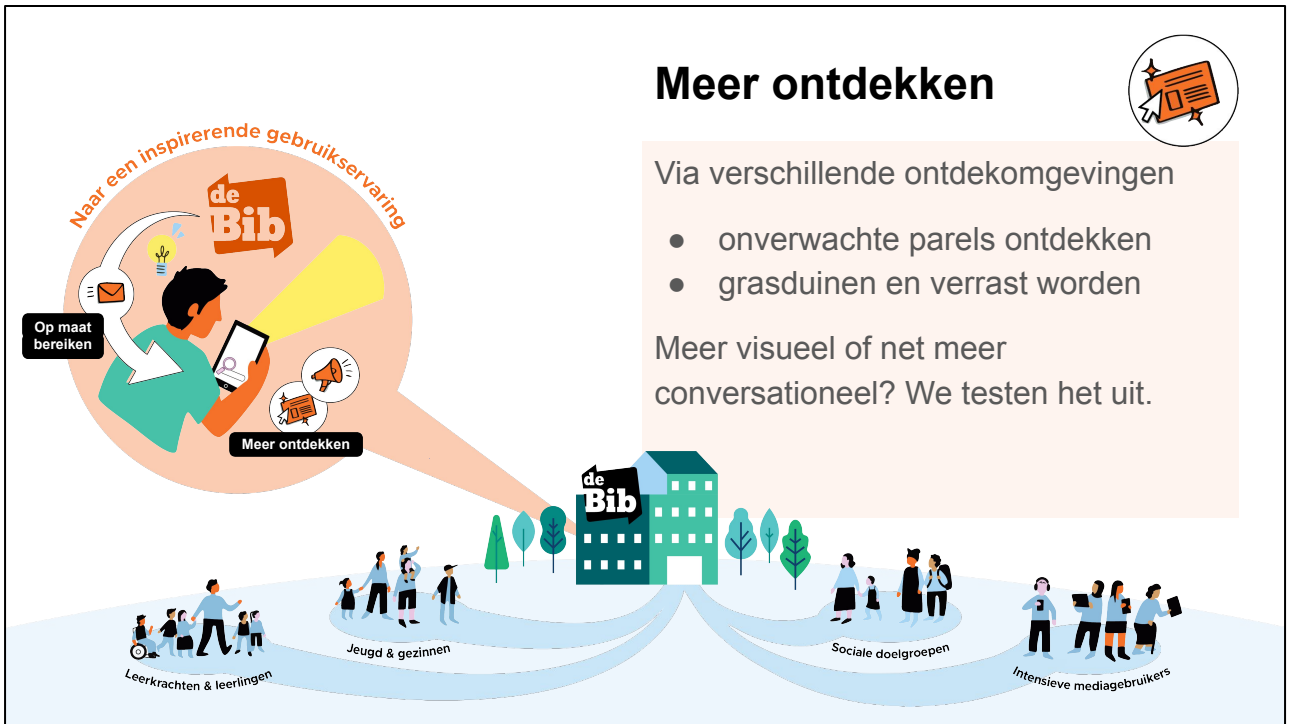 Meer ontdekken
Via verschillende ontdekomgevingen
● onverwachte parels ontdekken
● grasduinen en verrast worden
Meer visueel of net meer
conversationeel? We testen het uit.
Naar een inspirerende gebruikservaring
de
Bib
Op maat
bereiken
Meer ontdekken
de
Bib
Leerkrachten & leerlingen
Jeugd & gezinnen
Sociale doelgroepen
Intensieve mediagebruikers